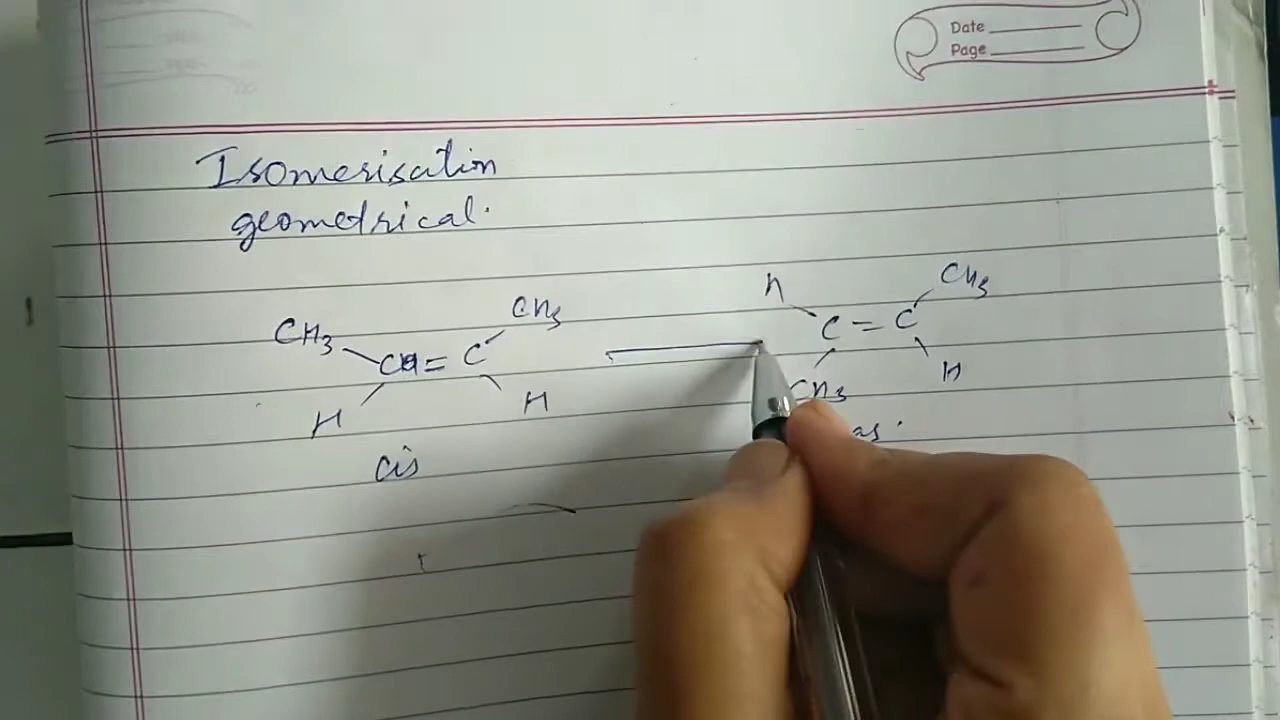 Date
Page
Isomerisation
geometrical.
CH3 CH3 H CH3
C = C C = C
H H CH3 H
cis